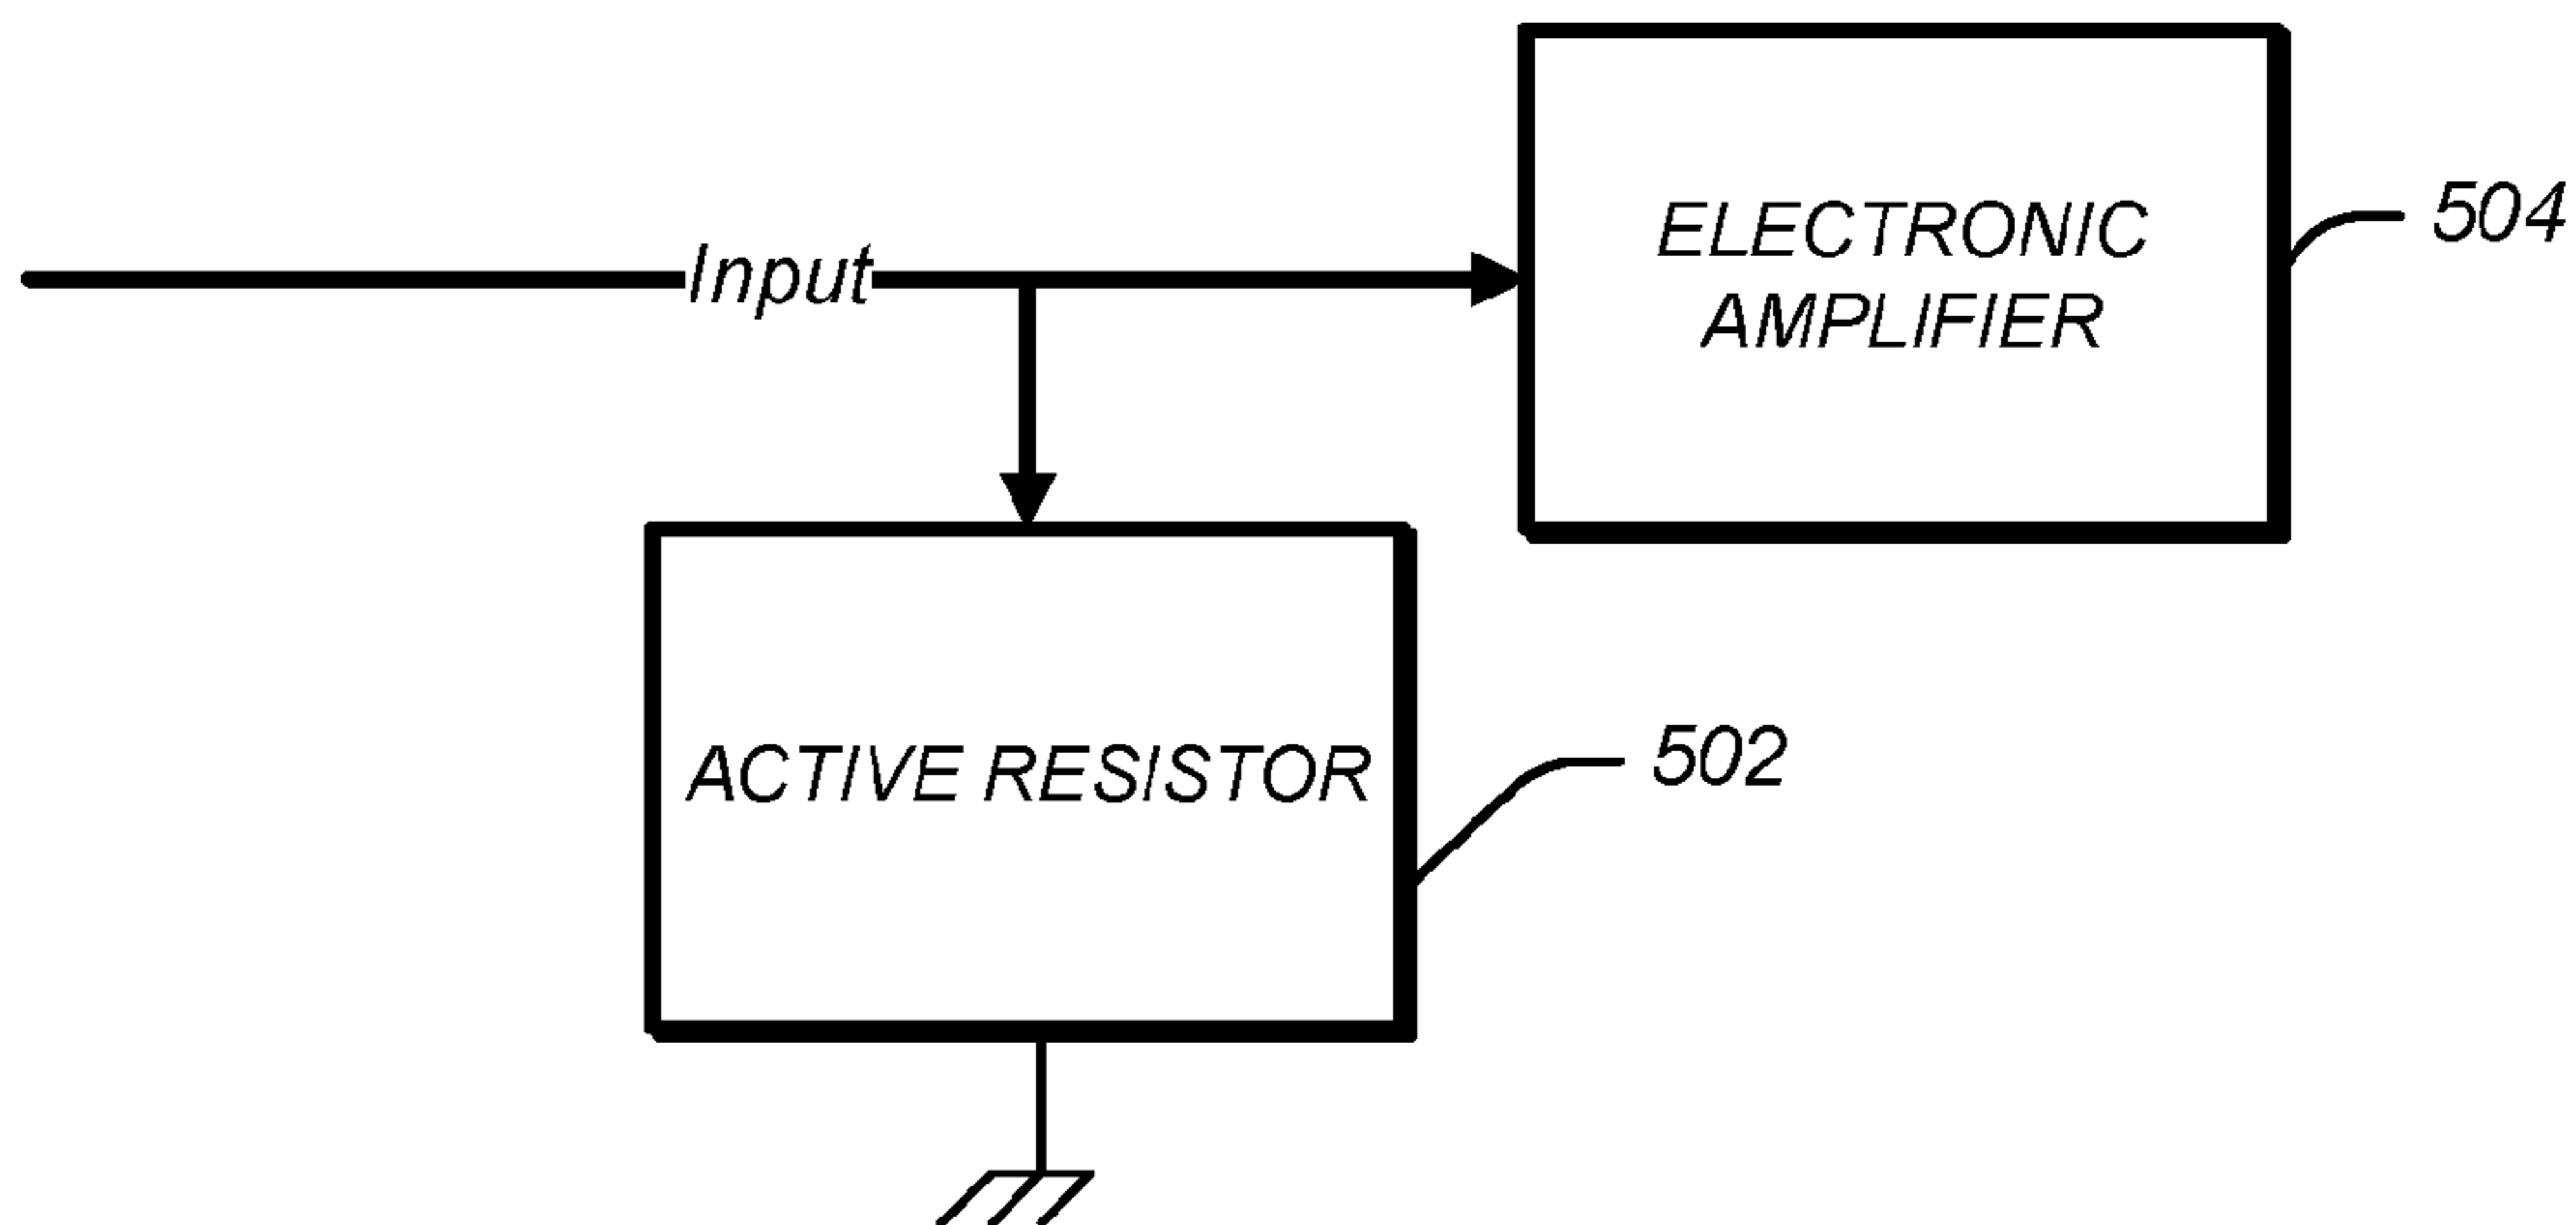 ELECTRONIC
AMPLIFIER
504
Input
ACTIVE RESISTOR
502